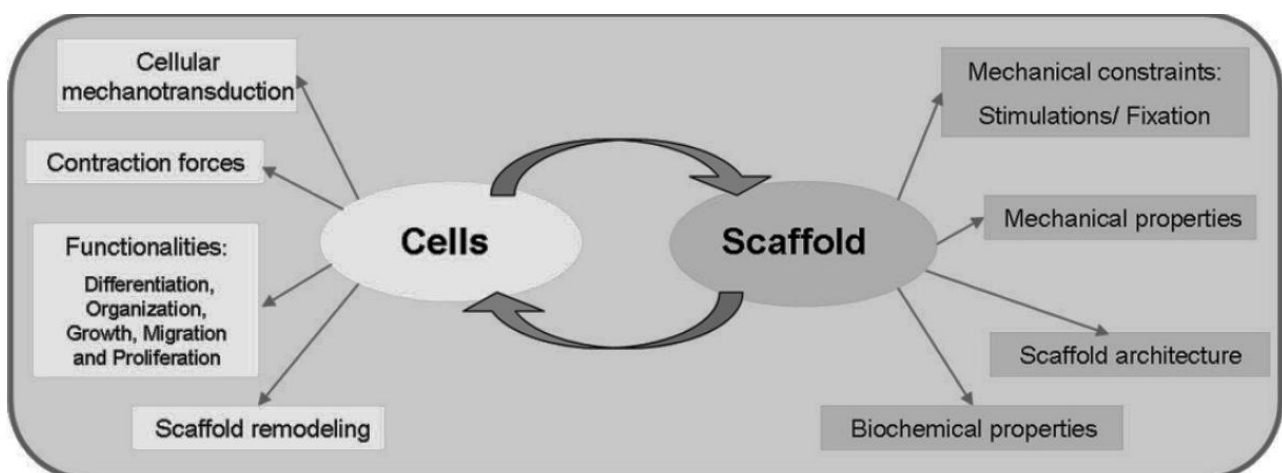 Cellular
mechanotransduction
Contraction forces
Functionalities:
Differentiation,
Organization,
Growth, Migration
and Proliferation
Scaffold remodeling
Cells
Scaffold
Mechanical constraints:
Stimulations/ Fixation
Mechanical properties
Scaffold architecture
Biochemical properties